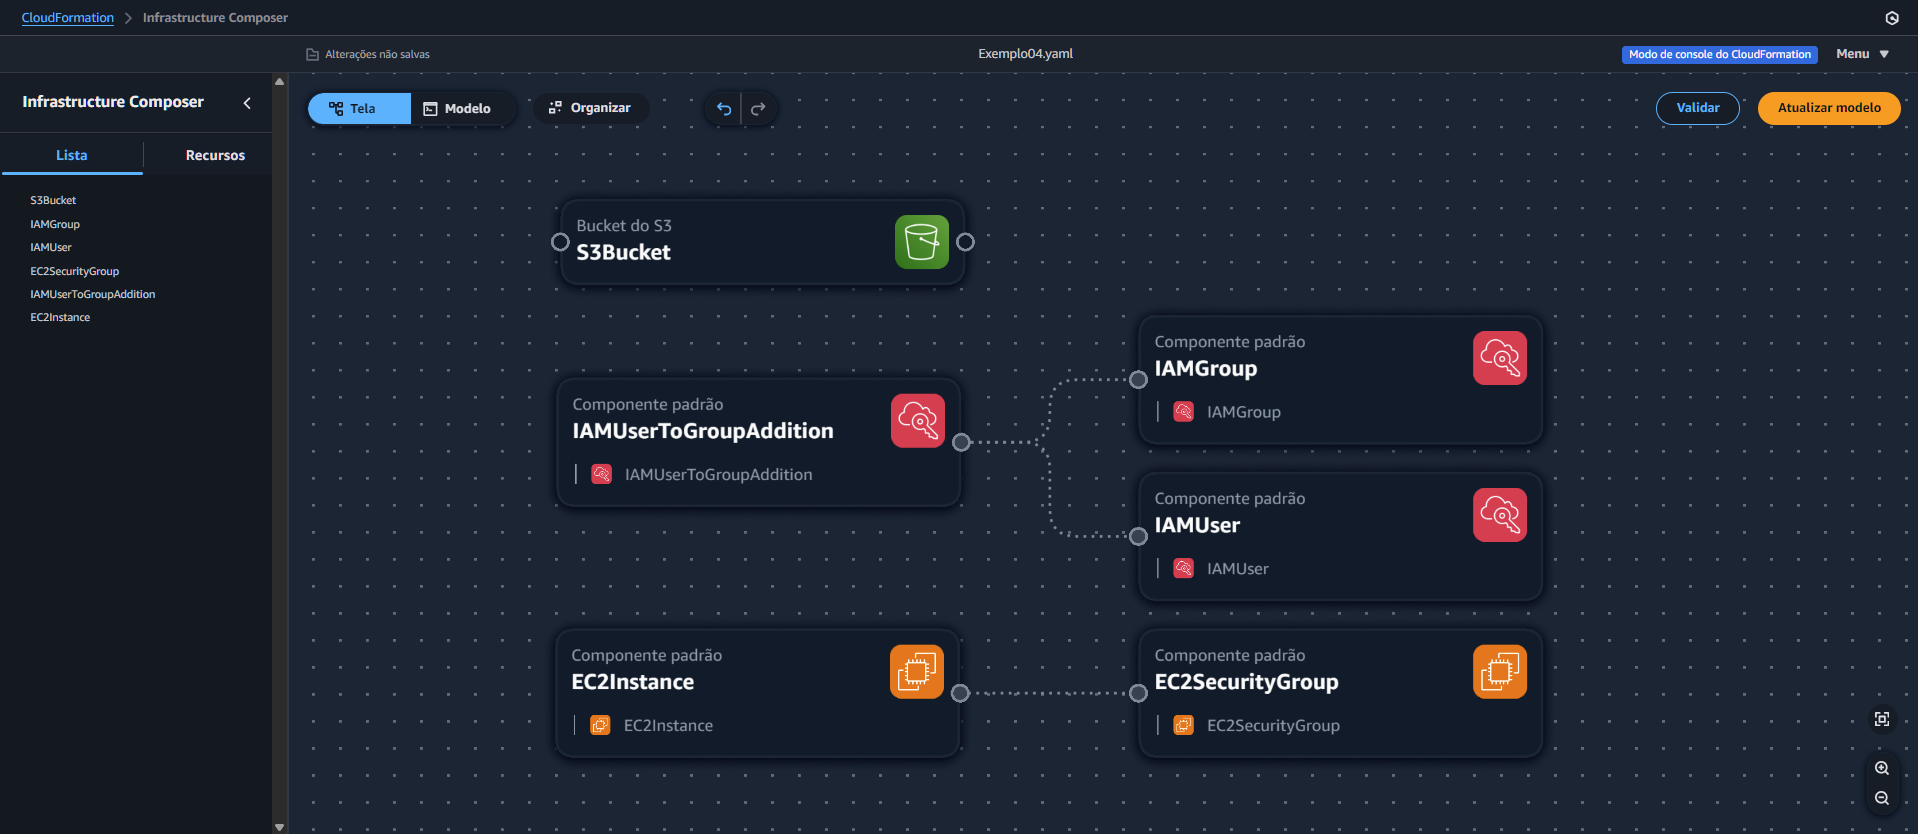 CloudFormation > Infrastructure Composer
Alterações não salvas
Exemplo04.yaml
Modo de console do CloudFormation
Menu
Infrastructure Composer
Lista
Recursos
S3Bucket
IAMGroup
IAMUser
EC2SecurityGroup
IAMUserToGroupAddition
EC2Instance
Tela
Modelo
Organizar
Validar
Atualizar modelo
Bucket do S3
S3Bucket
Componente padrão
IAMGroup
IAMGroup
Componente padrão
IAMUserToGroupAddition
IAMUserToGroupAddition
Componente padrão
IAMUser
IAMUser
Componente padrão
EC2Instance
EC2Instance
Componente padrão
EC2SecurityGroup
EC2SecurityGroup